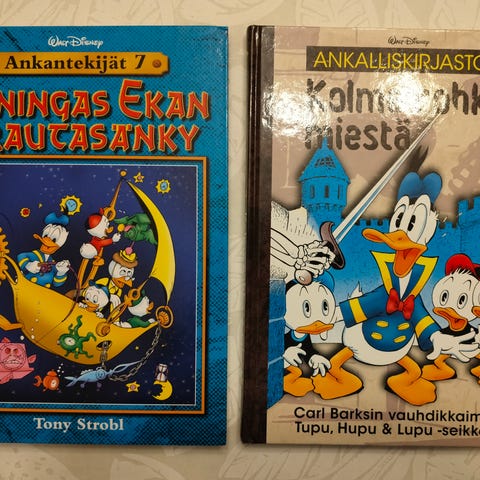 Walt Disney
Ankantekijät 7
NINGAS EKAN
RAUTASÄNKY
Tony Strobl
Walt Disney
ANKALLISKIRJASTO
miestä
Carl Barksin vauhdikkaim
Tupu, Hupu & Lupu -seikk